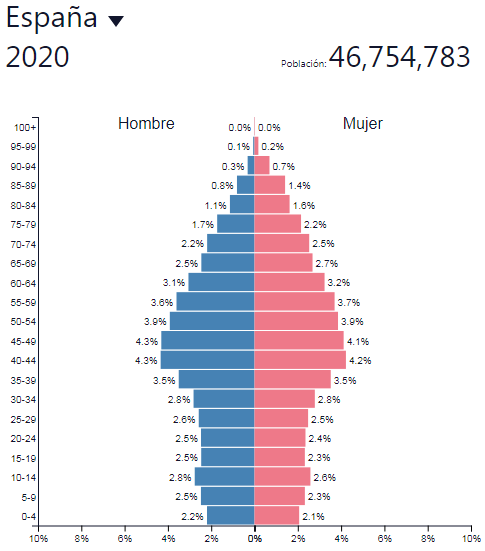 España
2020
Población: 46,754,783
Hombre Mujer
100+ 0.0% 0.0%
95-99 0.1% 0.2%
90-94 0.3% 0.7%
85-89 0.8% 1.4%
80-84 1.1% 1.6%
75-79 1.7% 2.2%
70-74 2.2% 2.5%
65-69 2.5% 2.7%
60-64 3.1% 3.2%
55-59 3.6% 3.7%
50-54 3.9% 3.9%
45-49 4.3% 4.1%
40-44 4.3% 4.2%
35-39 3.5% 3.5%
30-34 2.8% 2.8%
25-29 2.6% 2.5%
20-24 2.5% 2.4%
15-19 2.5% 2.3%
10-14 2.8% 2.6%
5-9 2.5% 2.3%
0-4 2.2% 2.1%
10% 8% 6% 4% 2% 0% 2% 4% 6% 8% 10%